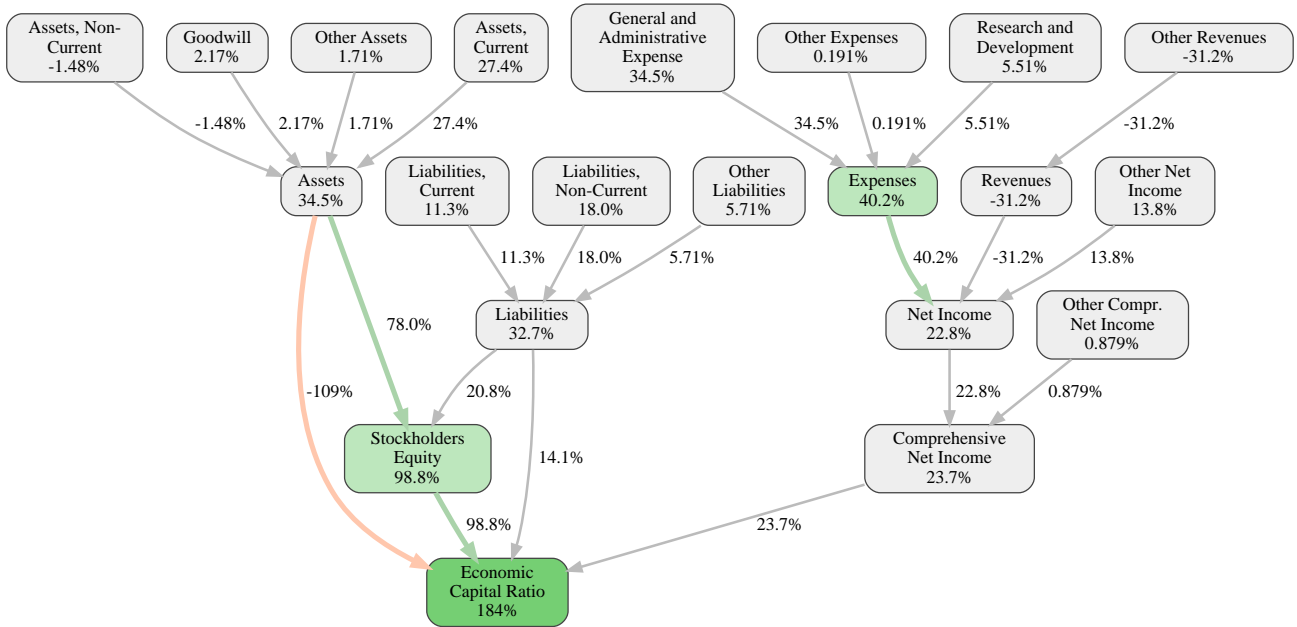 Assets, Non-
Current
-1.48%
Goodwill
2.17%
Other Assets
1.71%
Assets,
Current
27.4%
General and
Administrative
Expense
34.5%
Other Expenses
0.191%
Research and
Development
5.51%
Other Revenues
-31.2%
-1.48%
2.17%
1.71%
27.4%
34.5%
0.191%
5.51%
-31.2%
Assets
34.5%
Liabilities,
Current
11.3%
Liabilities,
Non-Current
18.0%
Other
Liabilities
5.71%
Expenses
40.2%
Revenues
-31.2%
Other Net
Income
13.8%
11.3%
18.0%
5.71%
40.2%
-31.2%
13.8%
78.0%
Liabilities
32.7%
Net Income
22.8%
Other Compr.
Net Income
0.879%
-109%
20.8%
22.8%
0.879%
Stockholders
Equity
98.8%
14.1%
Comprehensive
Net Income
23.7%
98.8%
23.7%
Economic
Capital Ratio
184%